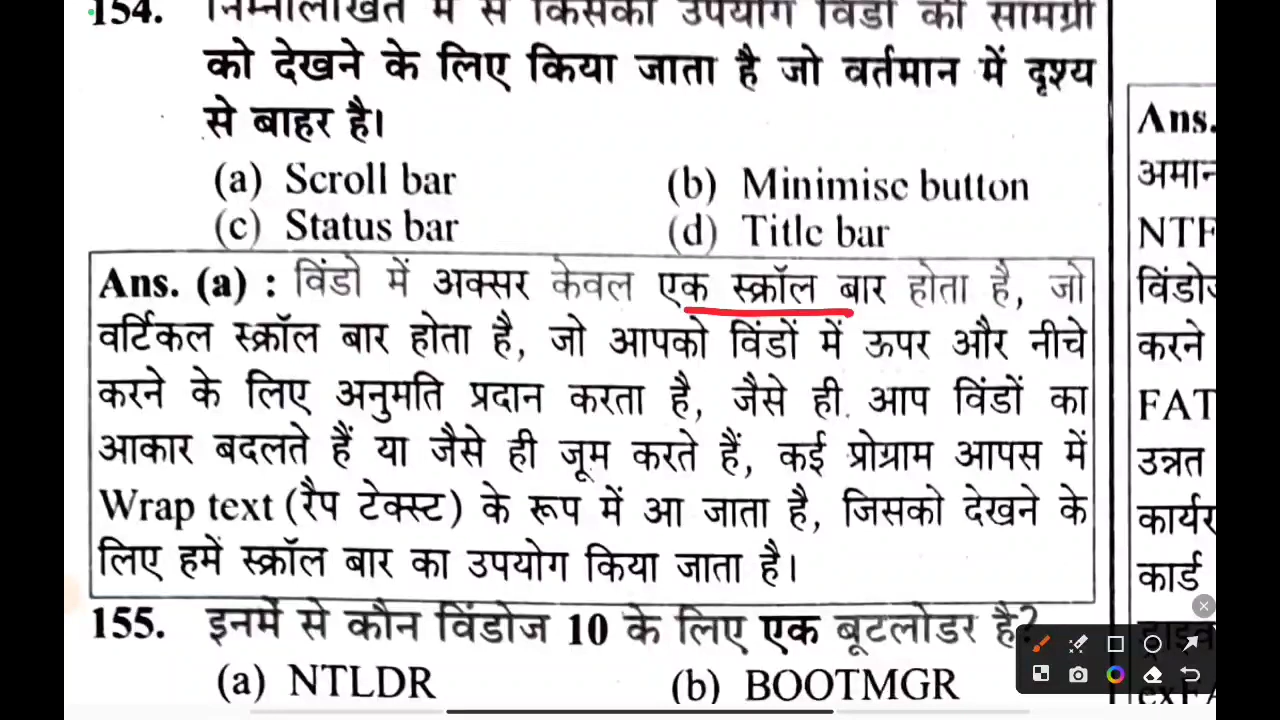 154. निम्नलिखित में से किसका उपयोग विंडो की सामग्री
को देखने के लिए किया जाता है जो वर्तमान में दृश्य
से बाहर है।
(a) Scroll bar (b) Minimise button
(c) Status bar (d) Title bar
Ans. (a) : विंडो में अक्सर केवल एक स्क्रॉल बार होता है, जो
वर्टिकल स्क्रॉल बार होता है, जो आपको विंडों में ऊपर और नीचे
करने के लिए अनुमति प्रदान करता है, जैसे ही आप विंडों का
आकार बदलते हैं या जैसे ही जूम करते हैं, कई प्रोग्राम आपस में
Wrap text (रैप टेक्स्ट) के रूप में आ जाता है, जिसको देखने के
लिए हमें स्क्रॉल बार का उपयोग किया जाता है।
155. इनमें से कौन विंडोज 10 के लिए एक बूटलोडर है?
(a) NTLDR (b) BOOTMGR
Ans.
करने
FAT
उन्नत
कार्ड